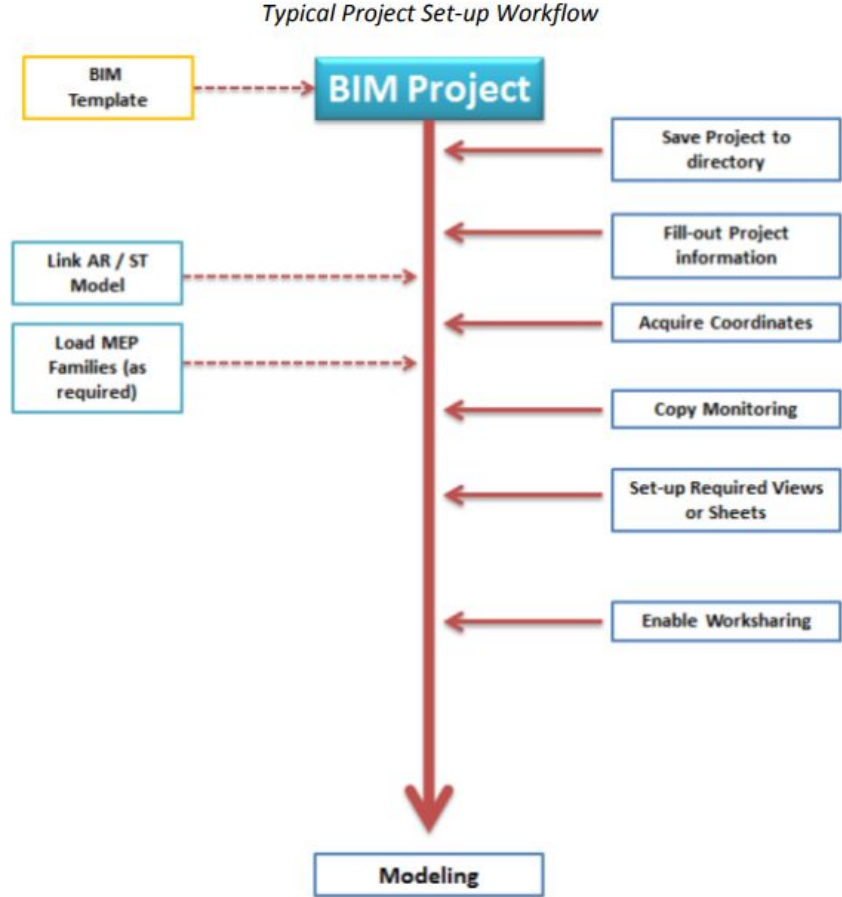 Typical Project Set-up Workflow
BIM
Template
BIM Project
Save Project to
directory
Fill-out Project
information
Link AR / ST
Model
Acquire Coordinates
Load MEP
Families (as
required)
Copy Monitoring
Set-up Required Views
or Sheets
Enable Worksharing
Modeling